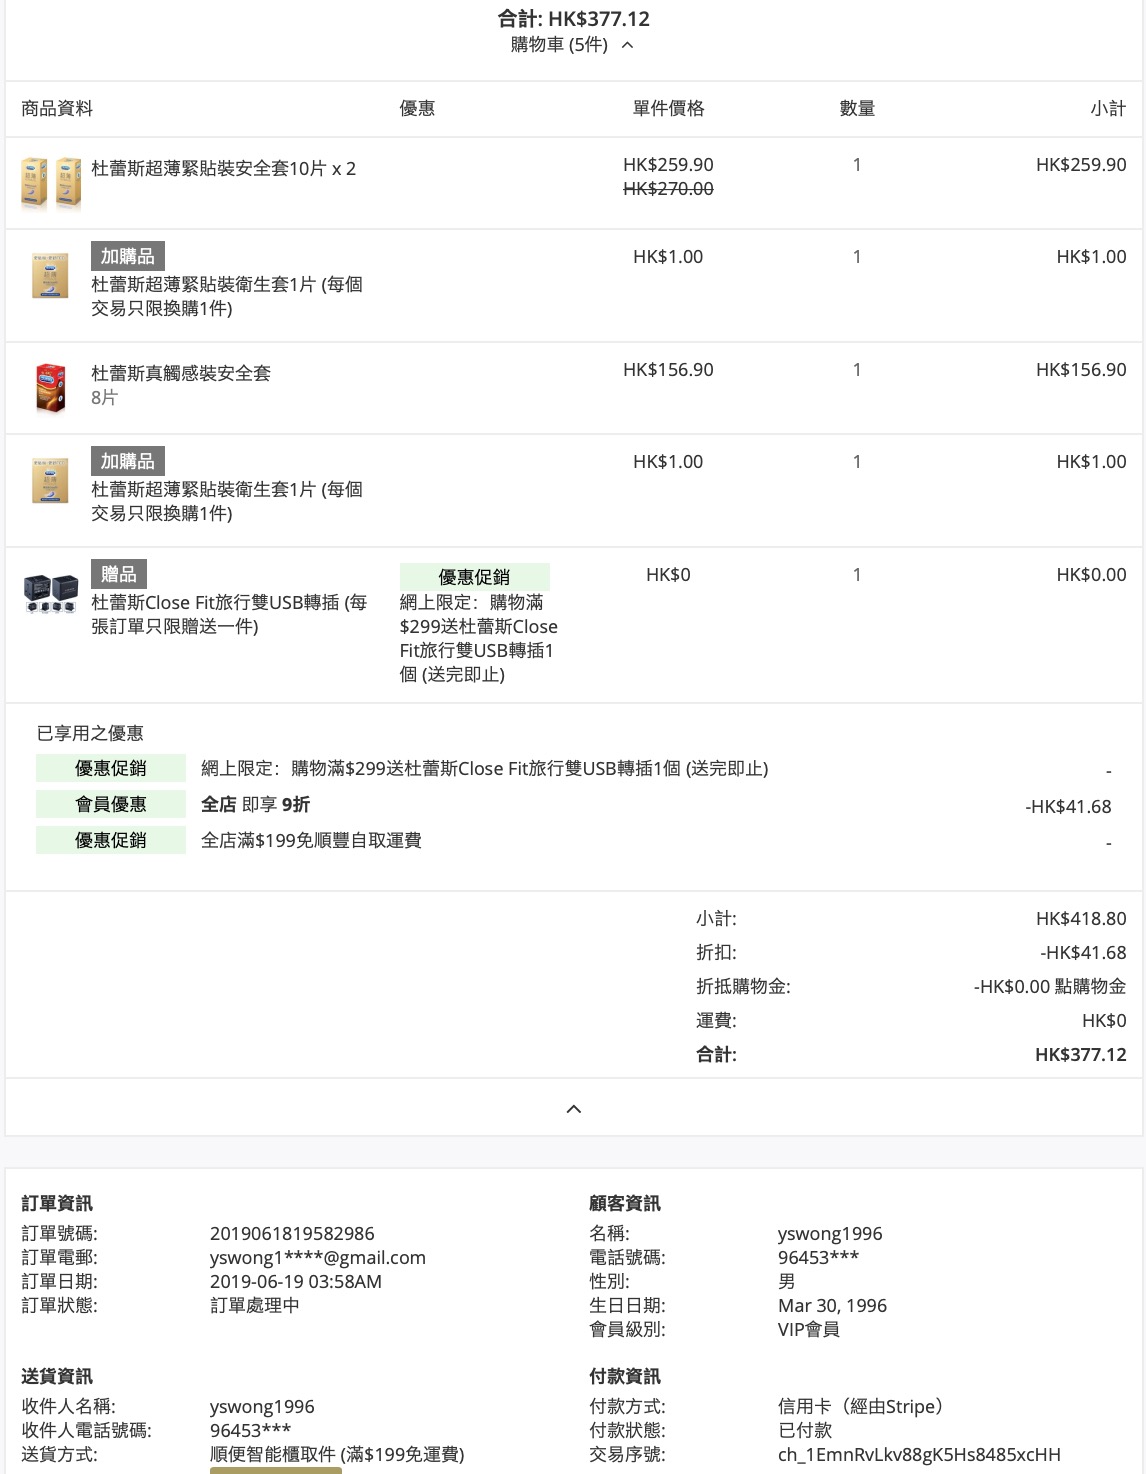 合計: HK$377.12
購物車 (5件)
商品資料 優惠 單件價格 數量 小計
杜蕾斯超薄緊貼裝安全套10片 x 2 HK$259.90 1 HK$259.90
HK$270.00
加購品 HK$1.00 1 HK$1.00
杜蕾斯超薄緊貼裝衛生套1片 (每個
交易只限換購1件)
杜蕾斯真觸感裝安全套 HK$156.90 1 HK$156.90
8片
加購品 HK$1.00 1 HK$1.00
杜蕾斯超薄緊貼裝衛生套1片 (每個
交易只限換購1件)
贈品 優惠促銷 HK$0 1 HK$0.00
杜蕾斯Close Fit旅行雙USB轉插 (每
張訂單只限贈送一件)
網上限定：購物滿
$299送杜蕾斯Close
Fit旅行雙USB轉插1
個 (送完即止)
已享用之優惠
優惠促銷 網上限定：購物滿$299送杜蕾斯Close Fit旅行雙USB轉插1個 (送完即止) -
會員優惠 全店 即享 9折 -HK$41.68
優惠促銷 全店滿$199免順豐自取運費 -
小計: HK$418.80
折扣: -HK$41.68
折抵購物金: -HK$0.00 點購物金
運費: HK$0
合計: HK$377.12
訂單資訊
訂單號碼: 2019061819582986
訂單電郵: yswong1****@gmail.com
訂單日期: 2019-06-19 03:58AM
訂單狀態: 訂單處理中
顧客資訊
名稱: yswong1996
電話號碼: 96453***
性別: 男
生日日期: Mar 30, 1996
會員級別: VIP會員
送貨資訊
收件人名稱: yswong1996
收件人電話號碼: 96453***
送貨方式: 順便智能櫃取件 (滿$199免運費)
付款資訊
付款方式: 信用卡（經由Stripe）
付款狀態: 已付款
交易序號: ch_1EmnRvLkv88gK5Hs8485xcHH